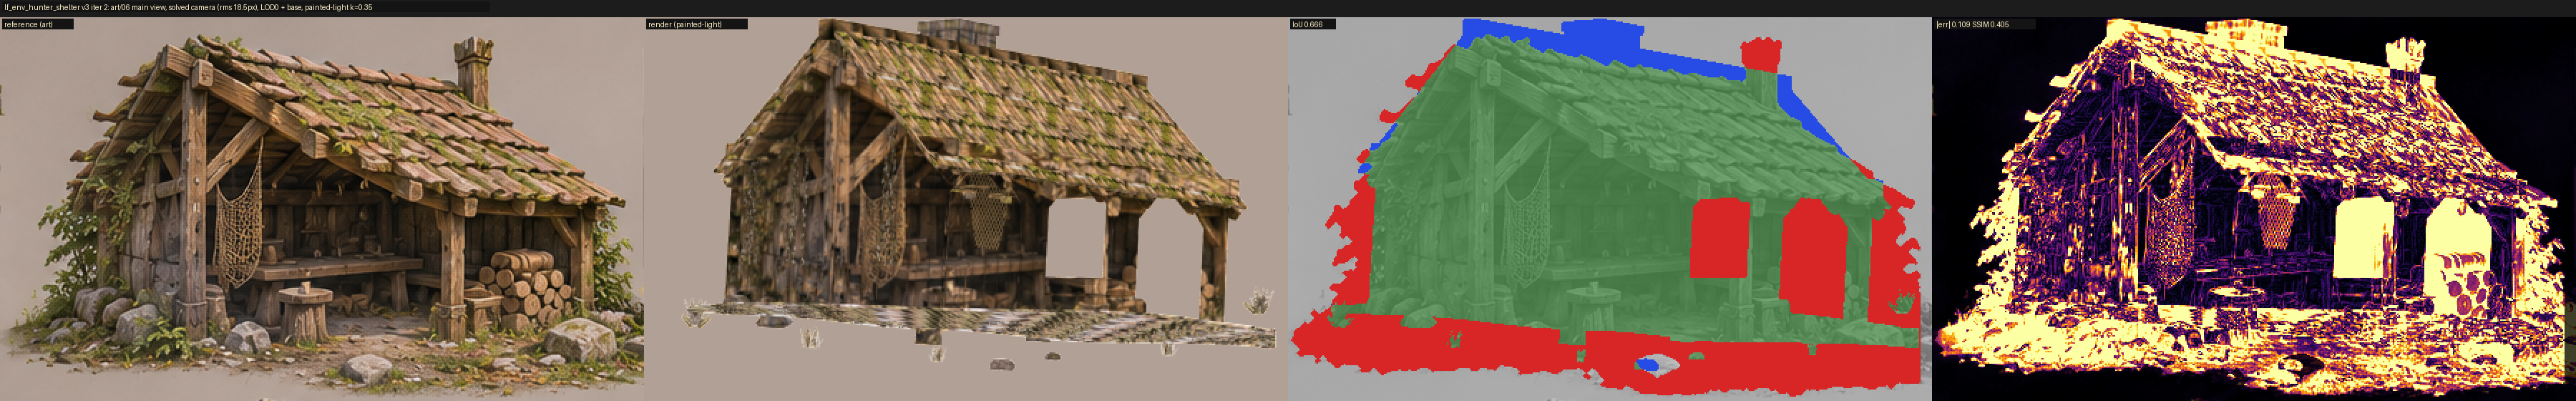 lf_env_hunter_shelter v3 iter 2: art/06 main view, solved camera (rms 18.5px), LOD0 + base, painted-light k=0.35
reference (art)
render (painted-light)
IoU 0.666
|err| 0.109 SSIM 0.405